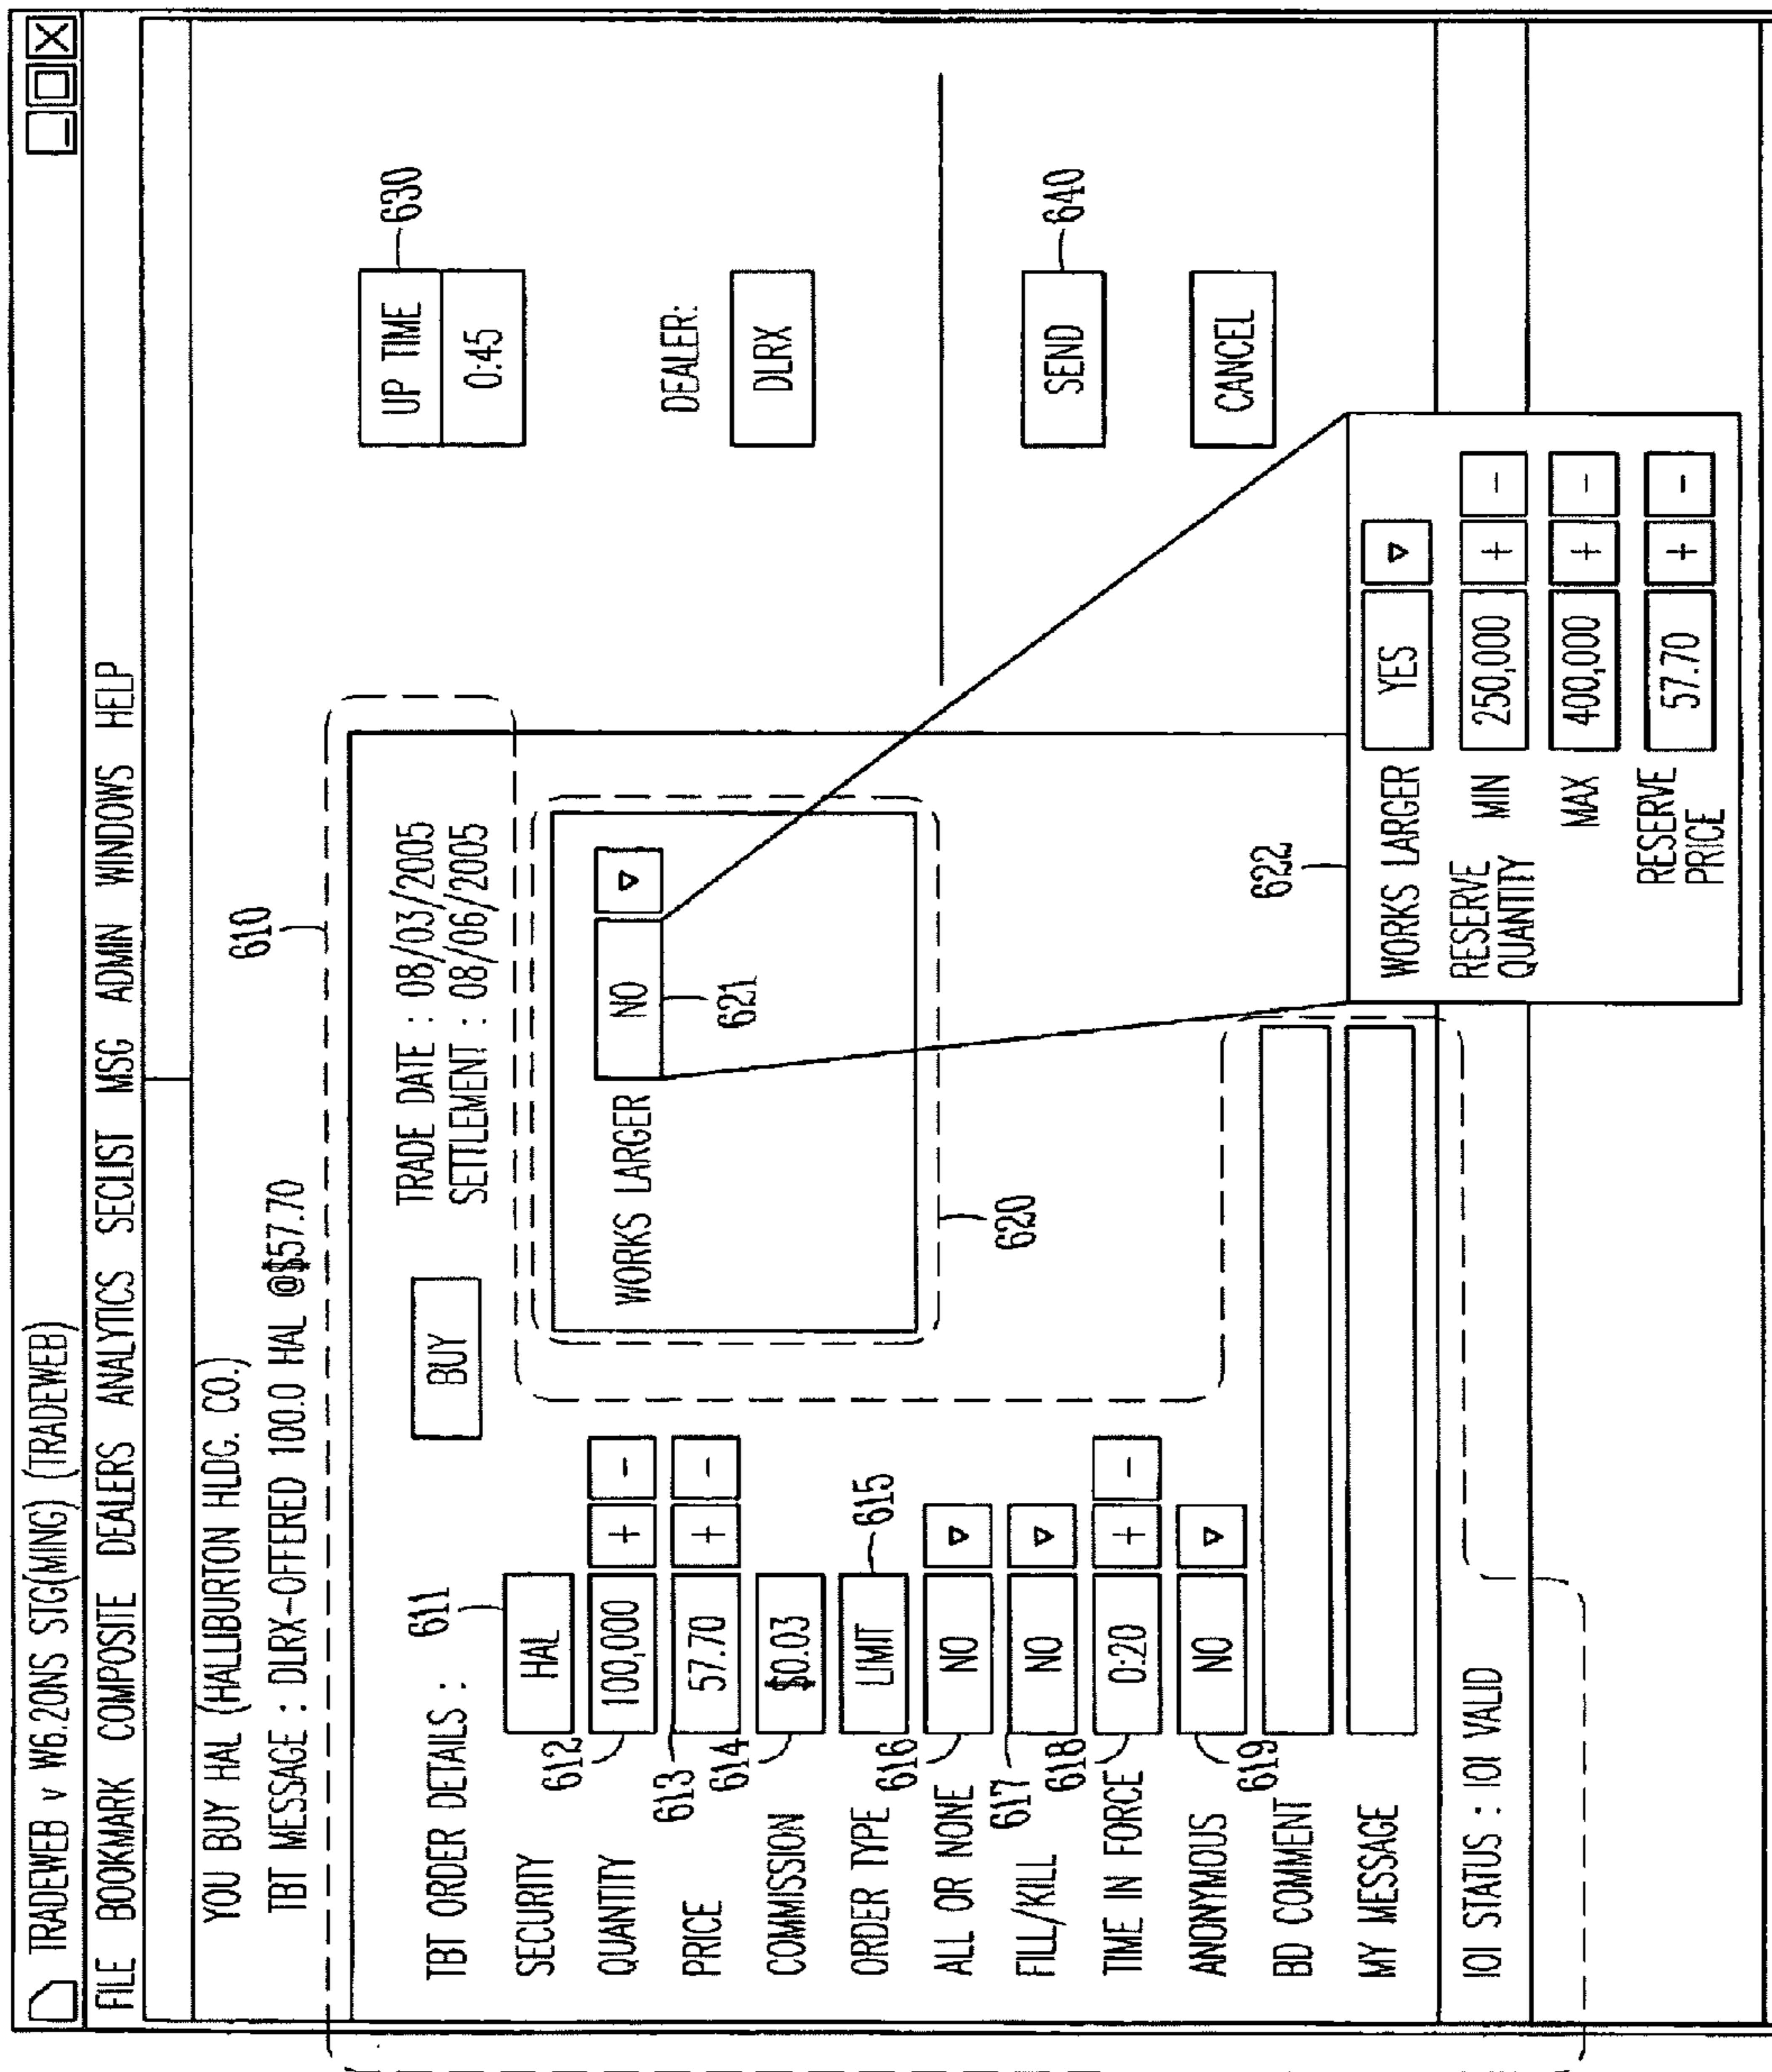 TRADEWEB v W6.20NS STG(MING) (TRADEWEB)
FILE BOOKMARK COMPOSITE DEALERS ANALYTICS SECLIST MSG ADMIN WINDOWS HELP
YOU BUY HAL (HALLIBURTON HLDG. CO.)
TBT MESSAGE : DLRX-OFFERED 100.0 HAL @$57.70
610
TBT ORDER DETAILS :
611
BUY
TRADE DATE : 08/03/2005
SETTLEMENT : 08/06/2005
UP TIME
630
0:45
SECURITY
HAL
612
QUANTITY
100,000 + -
613
PRICE
57.70 + -
614
COMMISSION
$0.03
ORDER TYPE
LIMIT
615
616
ALL OR NONE
NO
617
FILL/KILL
NO
618
TIME IN FORCE
0:20 + -
619
ANONYMOUS
NO
BD COMMENT
MY MESSAGE
WORKS LARGER
NO
621
620
DEALER:
DLRX
SEND
640
CANCEL
622
WORKS LARGER
YES
RESERVE QUANTITY
MIN
250,000 + -
MAX
400,000 + -
RESERVE PRICE
57.70 + -
IOI STATUS : IOI VALID